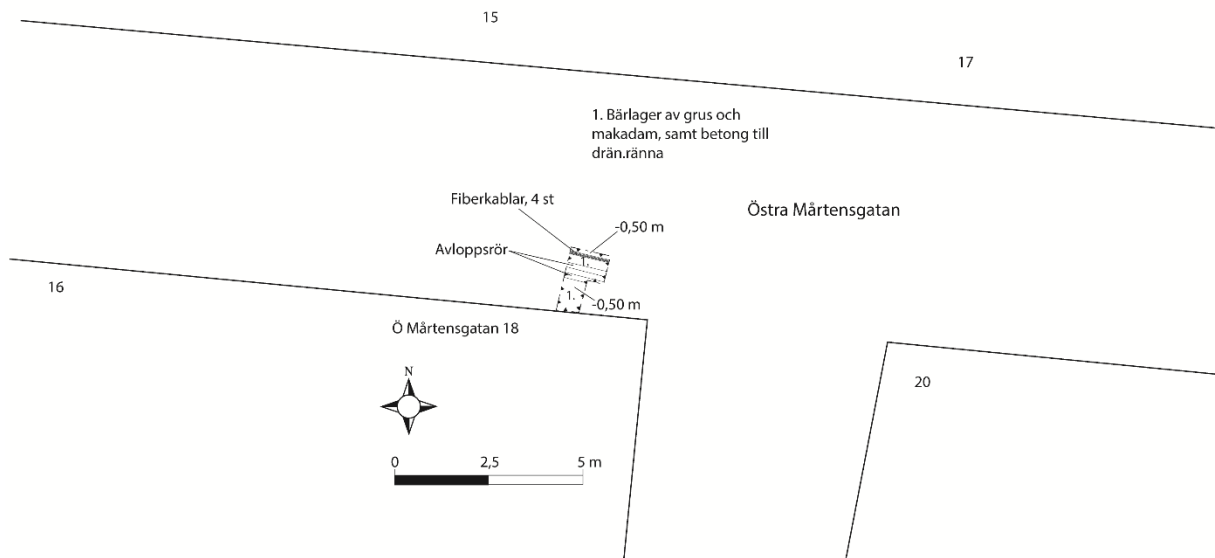 15
17
1. Bärlager av grus och
makadam, samt betong till
drän.ränna
Fiberkablar, 4 st
Östra Mårtensgatan
-0,50 m
Avloppsrör
1.
16
1.
-0,50 m
Ö Mårtensgatan 18
N
20
0 2,5 5 m